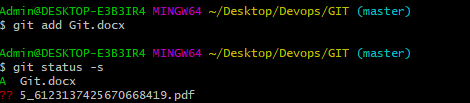 Admin@DESKTOP-E3B3IR4 MINGW64 ~/Desktop/Devops/GIT (master)
$ git add Git.docx
Admin@DESKTOP-E3B3IR4 MINGW64 ~/Desktop/Devops/GIT (master)
$ git status -s
A  Git.docx
?? 5_6123137425670668419.pdf